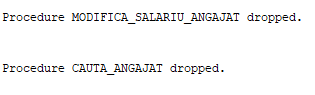 Procedure MODIFICA_SALARIU_ANGAJAT dropped.
Procedure CAUTA_ANGAJAT dropped.